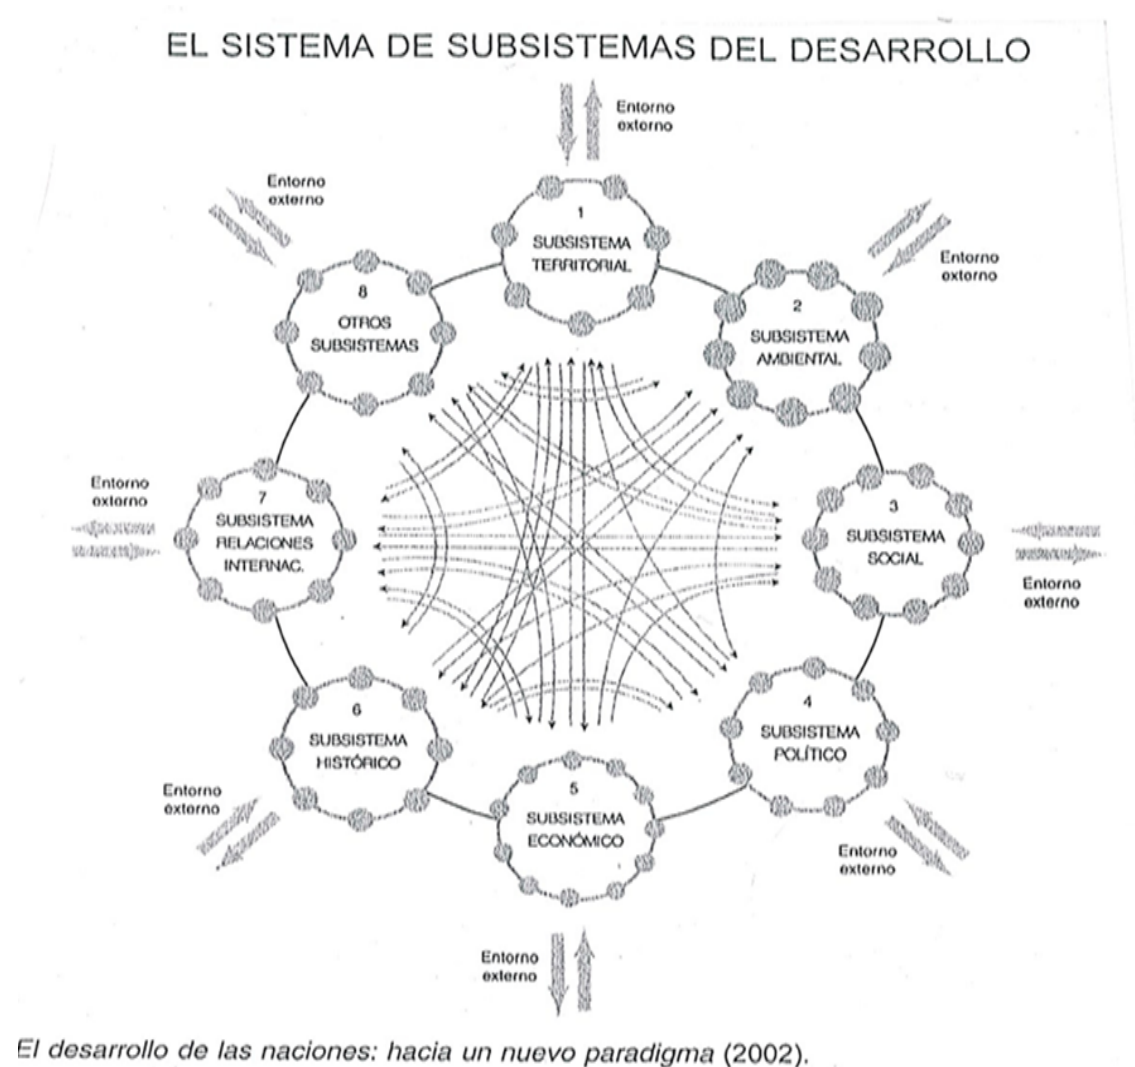 EL SISTEMA DE SUBSISTEMAS DEL DESARROLLO
Entorno
externo
Entorno
externo
Entorno
externo
1
SUBSISTEMA
TERRITORIAL
8
OTROS
SUBSISTEMAS
2
SUBSISTEMA
AMBIENTAL
Entorno
externo
7
SUBSISTEMA
RELACIONES
INTERNAC.
3
SUBSISTEMA
SOCIAL
Entorno
externo
6
SUBSISTEMA
HISTÓRICO
4
SUBSISTEMA
POLÍTICO
Entorno
externo
5
SUBSISTEMA
ECONÓMICO
Entorno
externo
Entorno
externo
El desarrollo de las naciones: hacia un nuevo paradigma (2002).